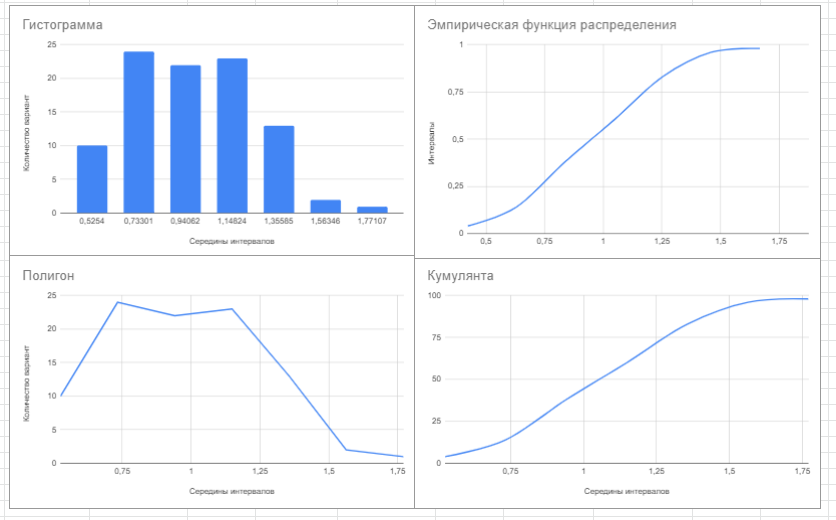 Гистограмма
Количество вариант
25
20
15
10
5
0
0,5254 0,73301 0,94062 1,14824 1,35585 1,56346 1,77107
Середины интервалов
Эмпирическая функция распределения
Интервалы
1
0,75
0,5
0,25
0
0,5 0,75 1 1,25 1,5 1,75
Полигон
Количество вариант
25
20
15
10
5
0
0,75 1 1,25 1,5 1,75
Середины интервалов
Кумулянта
100
75
50
25
0
0,75 1 1,25 1,5 1,75
Середины интервалов